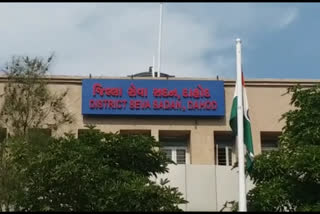 જિલ્લા સેવા સદન, દાહોદ
DISTRICT SEVA SADAN, DAHOD